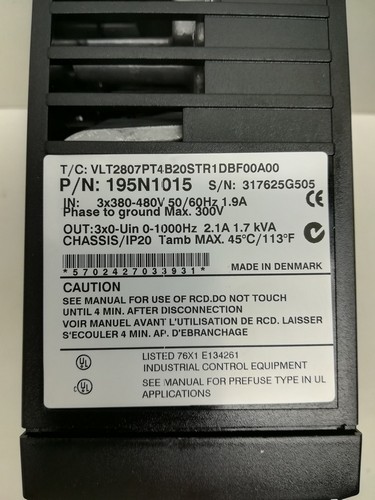 T/C: VLT2807PT4B20STR1DBF00A00
P/N: 195N1015 S/N: 317625G505
IN: 3x380-480V 50/60Hz 1.9A
Phase to ground Max. 300V
OUT:3x0-Uin 0-1000Hz 2.1A 1.7 kVA
CHASSIS/IP20 Tamb MAX. 45°C/113°F
*5702427033931* MADE IN DENMARK
CAUTION
SEE MANUAL FOR USE OF RCD.DO NOT TOUCH
UNTIL 4 MIN. AFTER DISCONNECTION
VOIR MANUEL AVANT L'UTILISATION DE RCD. LAISSER
S'ECOULER 4 MIN. AP. D'EBRANCHAGE
LISTED 76X1 E134261
INDUSTRIAL CONTROL EQUIPMENT
SEE MANUAL FOR PREFUSE TYPE IN UL
APPLICATIONS